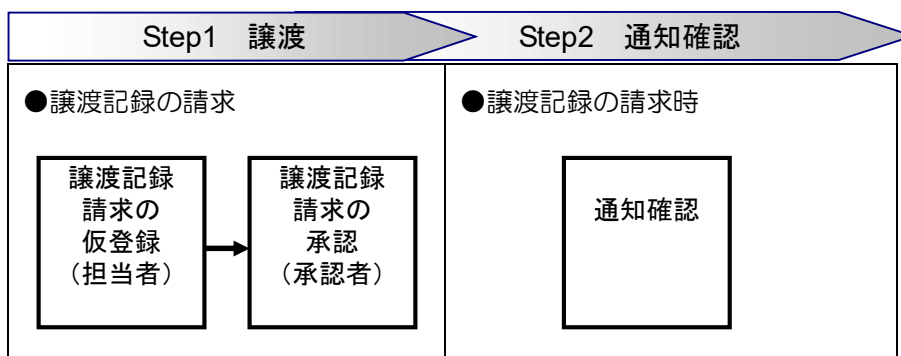 Step1 譲渡
Step2 通知確認
●譲渡記録の請求
譲渡記録
請求の
仮登録
(担当者)
譲渡記録
請求の
承認
(承認者)
●譲渡記録の請求時
通知確認